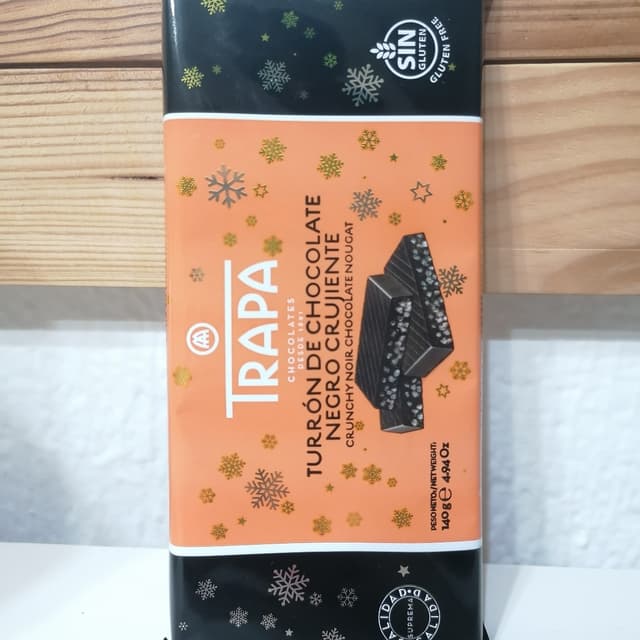 SIN
GLUTEN
GLUTEN FREE
TRAPA
CHOCOLATES
DESDE 1891
TURRÓN DE CHOCOLATE
NEGRO CRUJIENTE
CRUNCHY NOIR CHOCOLATE NOUGAT
PESO NETO/NET WEIGHT:
140g e 4.94 Oz
SUPREMA